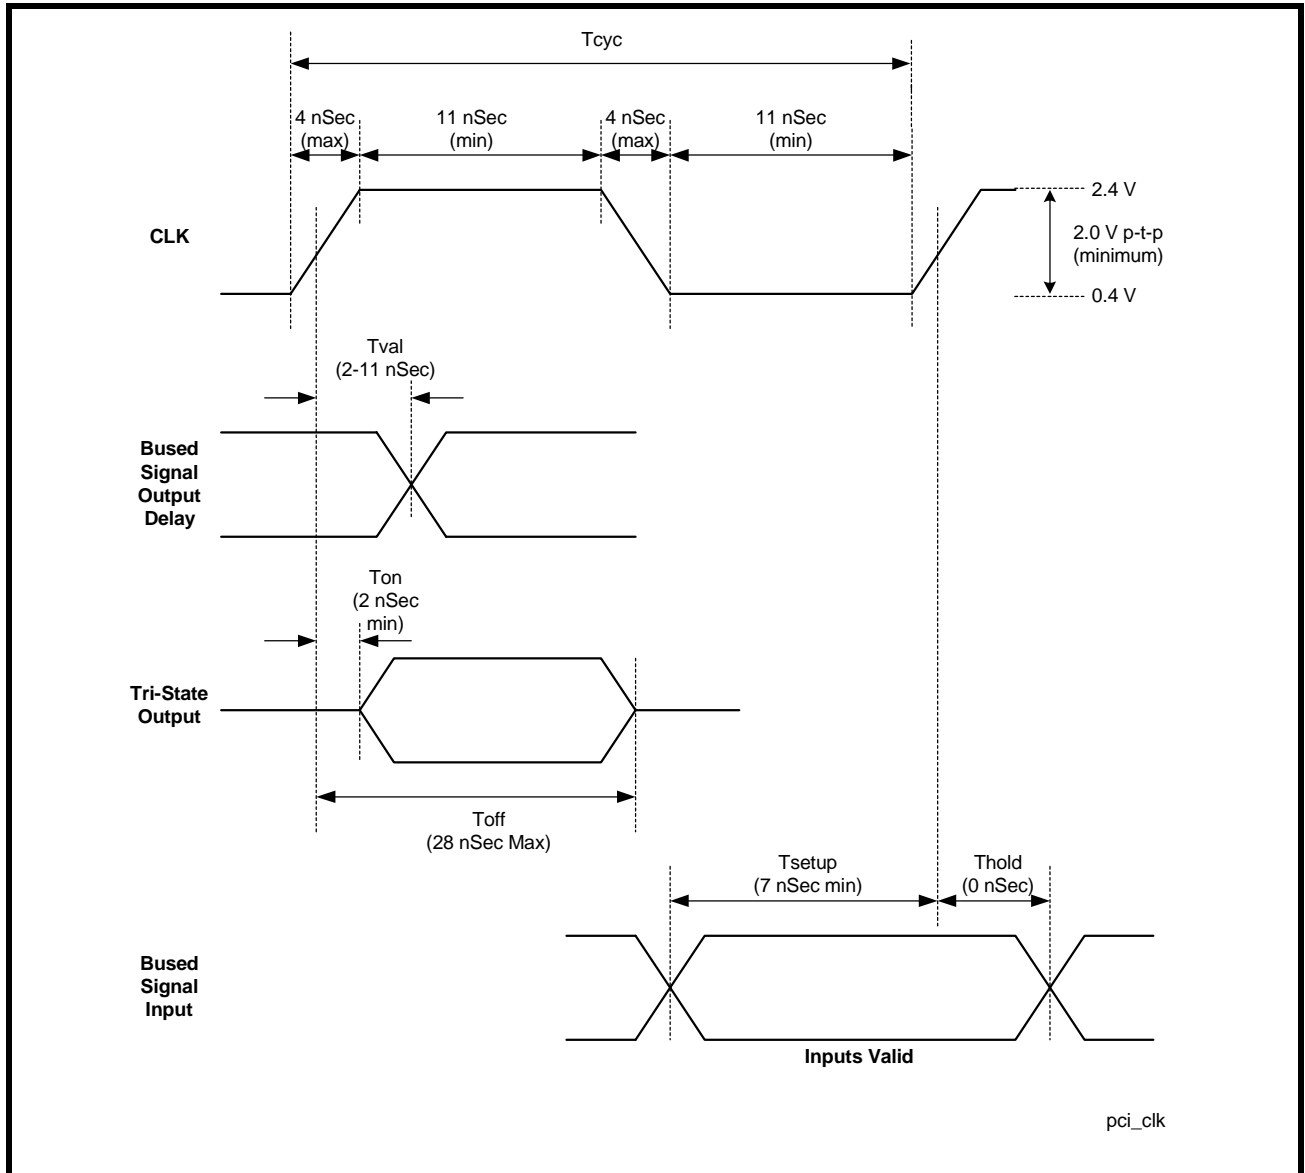 Tcyc
4 nSec
(max)
11 nSec
(min)
4 nSec
(max)
11 nSec
(min)
CLK
2.4 V
2.0 V p-t-p
(minimum)
0.4 V
Tval
(2-11 nSec)
Bused
Signal
Output
Delay
Ton
(2 nSec
min)
Tri-State
Output
Toff
(28 nSec Max)
Tsetup
(7 nSec min)
Thold
(0 nSec)
Bused
Signal
Input
Inputs Valid
pci_clk